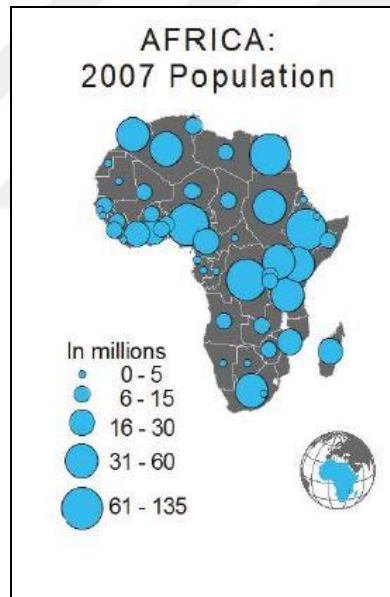 AFRICA:
2007 Population
In millions
0 - 5
6 - 15
16 - 30
31 - 60
61 - 135